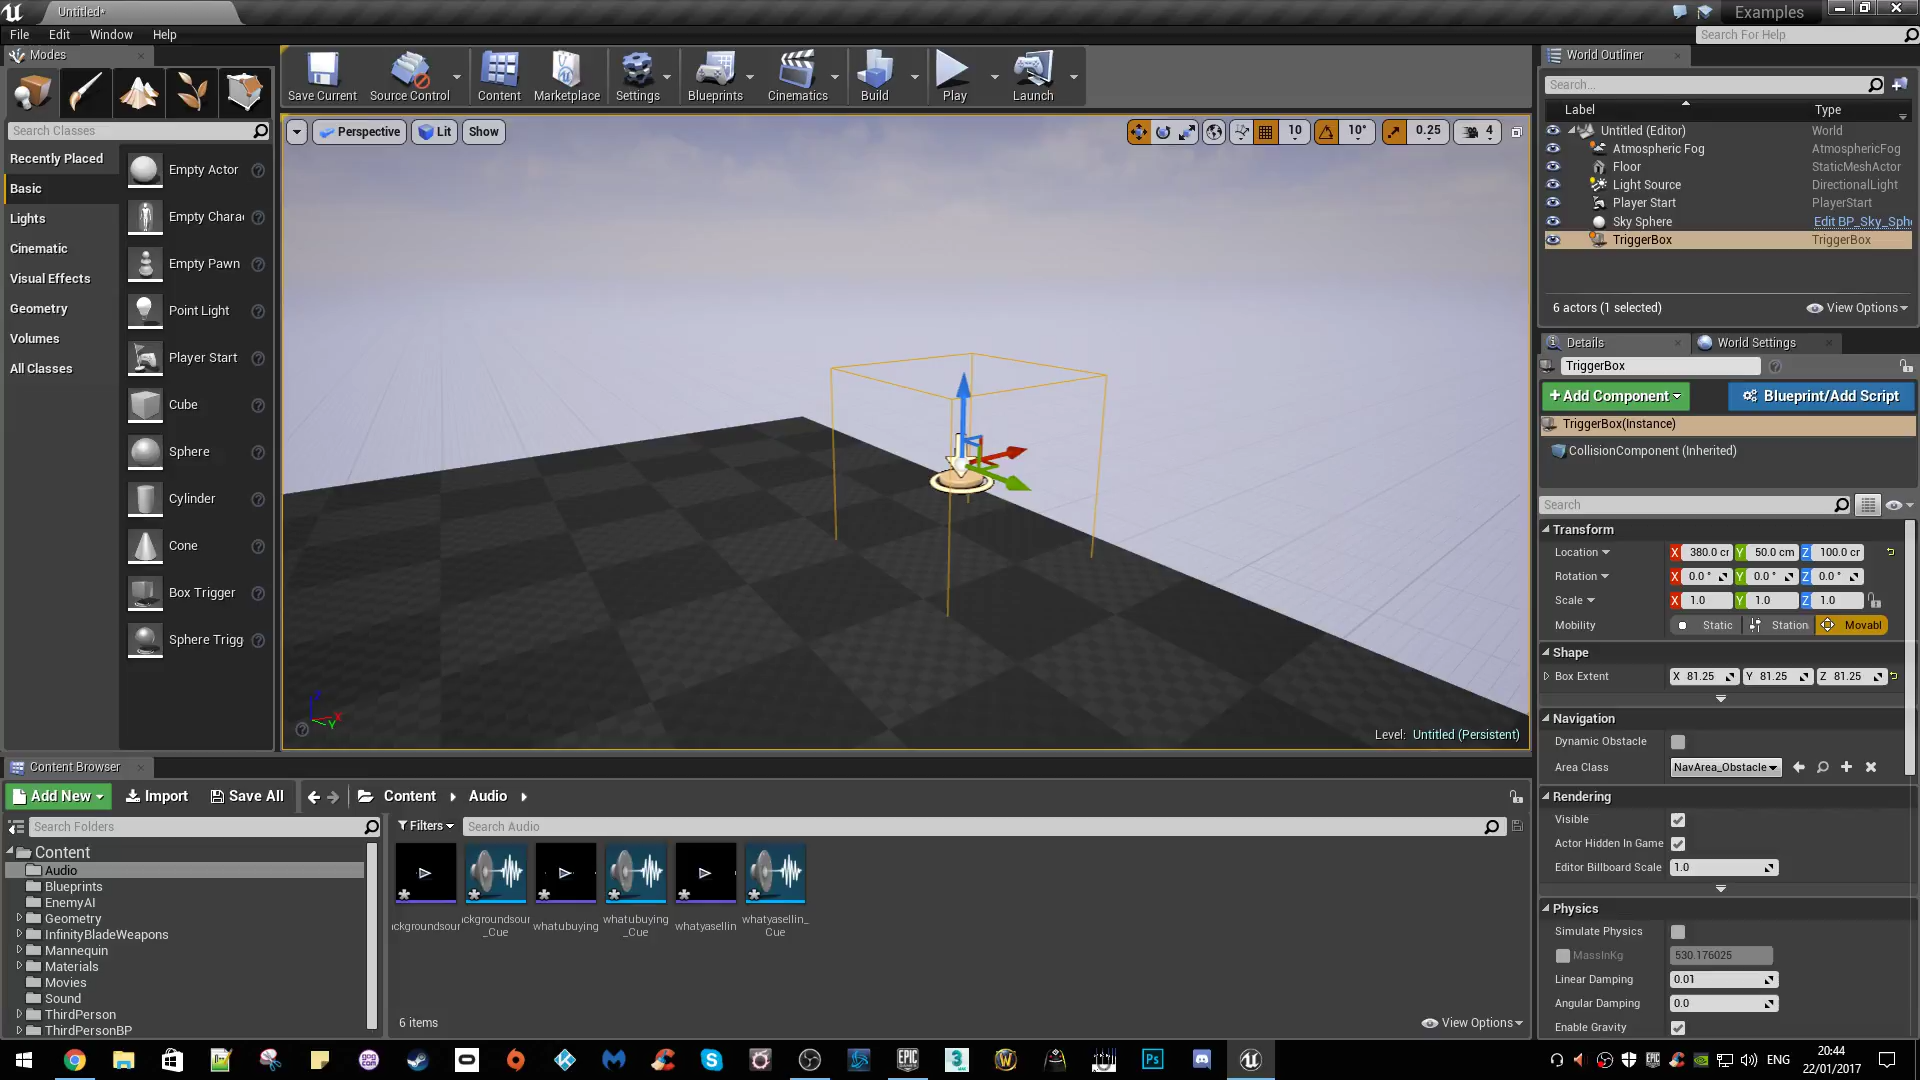 Untitled*
Examples
File Edit Window Help
Search For Help
Modes
Search Classes
Recently Placed
Basic
Lights
Cinematic
Visual Effects
Geometry
Volumes
All Classes
Empty Actor
Empty Chara
Empty Pawn
Point Light
Player Start
Cube
Sphere
Cylinder
Cone
Box Trigger
Sphere Trigg
Save Current
Source Control
Content
Marketplace
Settings
Blueprints
Cinematics
Build
Play
Launch
Perspective
Lit
Show
10
10°
0.25
4
Level: Untitled (Persistent)
World Outliner
Search...
Label Type
Untitled (Editor) World
Atmospheric Fog AtmosphericFog
Floor StaticMeshActor
Light Source DirectionalLight
Player Start PlayerStart
Sky Sphere Edit BP_Sky_Sph
TriggerBox TriggerBox
6 actors (1 selected)
View Options
Details
World Settings
TriggerBox
+Add Component
Blueprint/Add Script
TriggerBox(Instance)
CollisionComponent (Inherited)
Search
Transform
Location X 380.0 cr Y 50.0 cm Z 100.0 cr
Rotation X 0.0 ° Y 0.0 ° Z 0.0 °
Scale X 1.0 Y 1.0 Z 1.0
Mobility Static Station Movabl
Shape
Box Extent X 81.25 Y 81.25 Z 81.25
Navigation
Dynamic Obstacle
Area Class NavArea_Obstacle
Rendering
Visible
Actor Hidden In Game
Editor Billboard Scale 1.0
Physics
Simulate Physics
MassInKg 530.176025
Linear Damping 0.01
Angular Damping 0.0
Enable Gravity
Content Browser
Add New
Import
Save All
Content
Audio
Search Folders
Filters
Search Audio
Content
Audio
Blueprints
EnemyAI
Geometry
InfinityBladeWeapons
Mannequin
Materials
Movies
Sound
ThirdPerson
ThirdPersonBP
ckgroundsour
ckgroundsour
_Cue
whatubuying
whatubuying
_Cue
whatyasellin
whatyasellin_
Cue
6 items
View Options
X
Y
gog
com
EPIC
GAMES
3
W
Ps
EPIC
ENG
20:44
22/01/2017